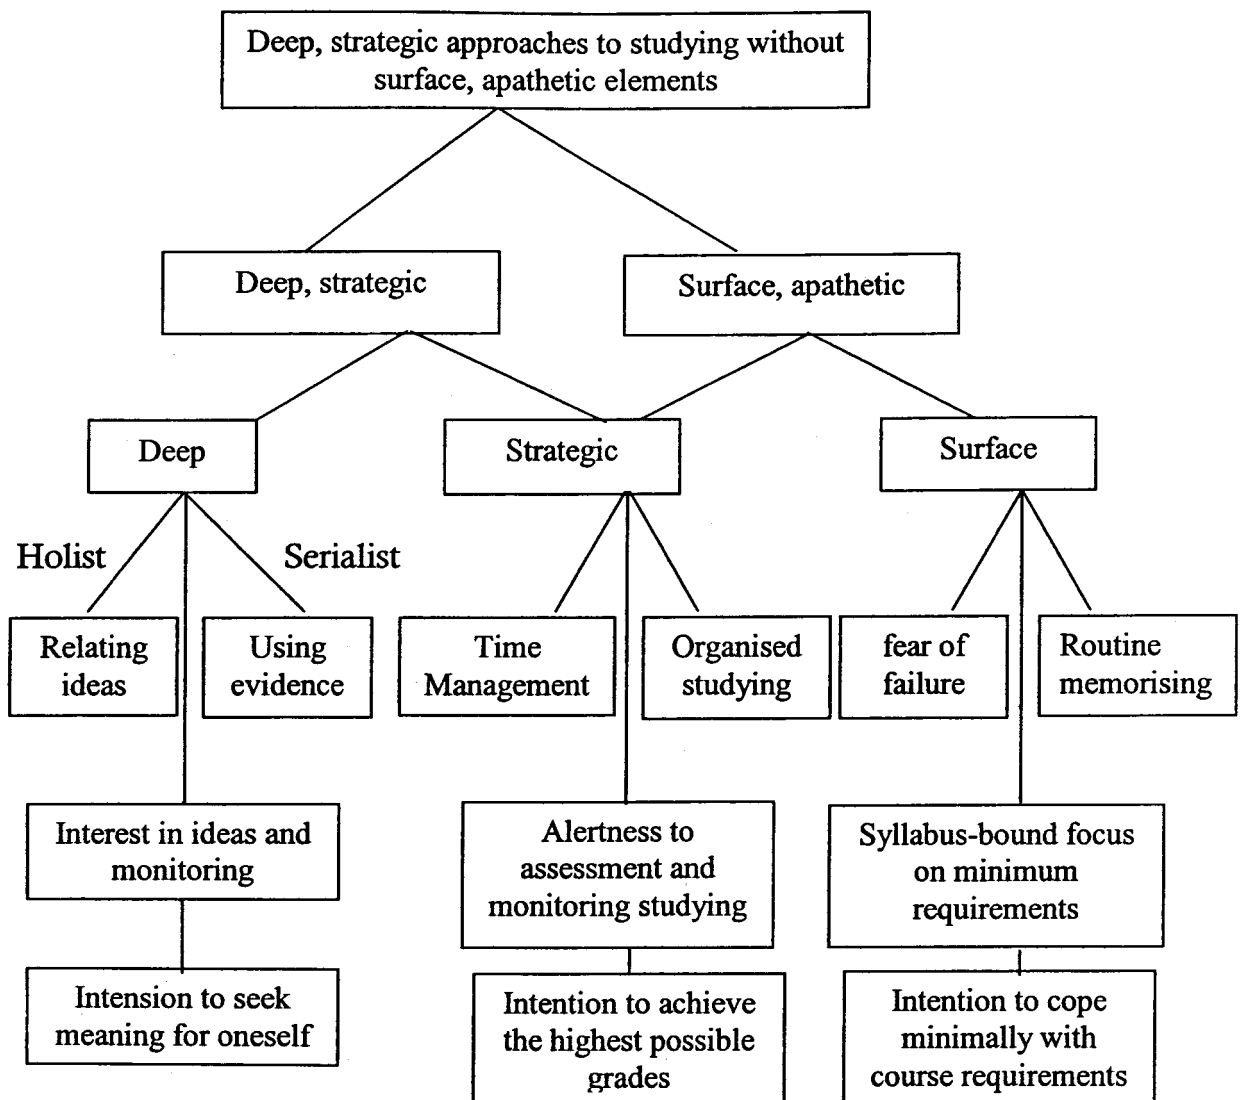 Deep, strategic approaches to studying without
surface, apathetic elements
Deep, strategic
Surface, apathetic
Deep
Strategic
Surface
Holist
Serialist
Relating
ideas
Using
evidence
Time
Management
Organised
studying
fear of
failure
Routine
memorising
Interest in ideas and
monitoring
Alertness to
assessment and
monitoring studying
Syllabus-bound focus
on minimum
requirements
Intension to seek
meaning for oneself
Intention to achieve
the highest possible
grades
Intention to cope
minimally with
course requirements